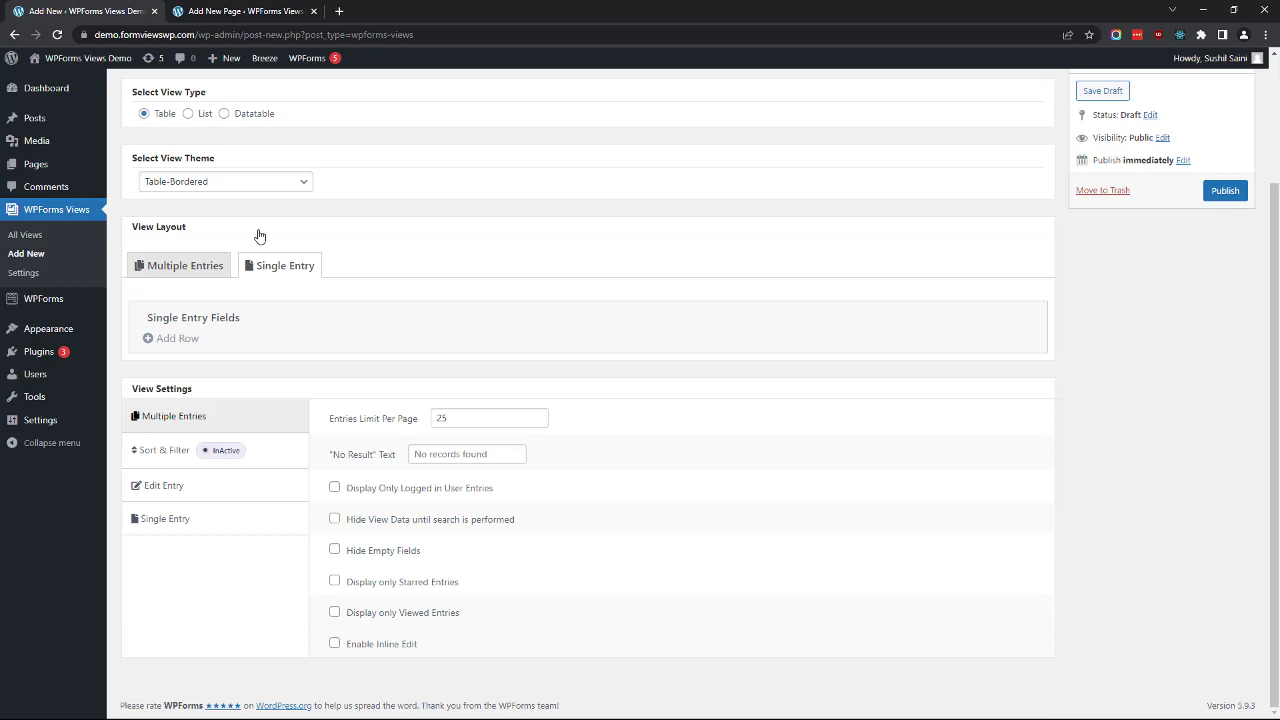 Add New ‹ WPForms Views Demo
Add New Page ‹ WPForms Views
demo.formviewswp.com/wp-admin/post-new.php?post_type=wpforms-views
WPForms Views Demo
5
0
New
Breeze
WPForms 5
Howdy, Sushil Saini
Dashboard
Posts
Media
Pages
Comments
WPForms Views
All Views
Add New
Settings
WPForms
Appearance
Plugins 3
Users
Tools
Settings
Collapse menu
Select View Type
Table
List
Datatable
Select View Theme
Table-Bordered
View Layout
Multiple Entries
Single Entry
Single Entry Fields
Add Row
View Settings
Multiple Entries
Sort & Filter InActive
Edit Entry
Single Entry
Entries Limit Per Page 25
"No Result" Text No records found
Display Only Logged in User Entries
Hide View Data until search is performed
Hide Empty Fields
Display only Starred Entries
Display only Viewed Entries
Enable Inline Edit
Save Draft
Status: Draft Edit
Visibility: Public Edit
Publish immediately Edit
Move to Trash
Publish
Please rate WPForms ★★★★★ on WordPress.org to help us spread the word. Thank you from the WPForms team!
Version 5.9.3